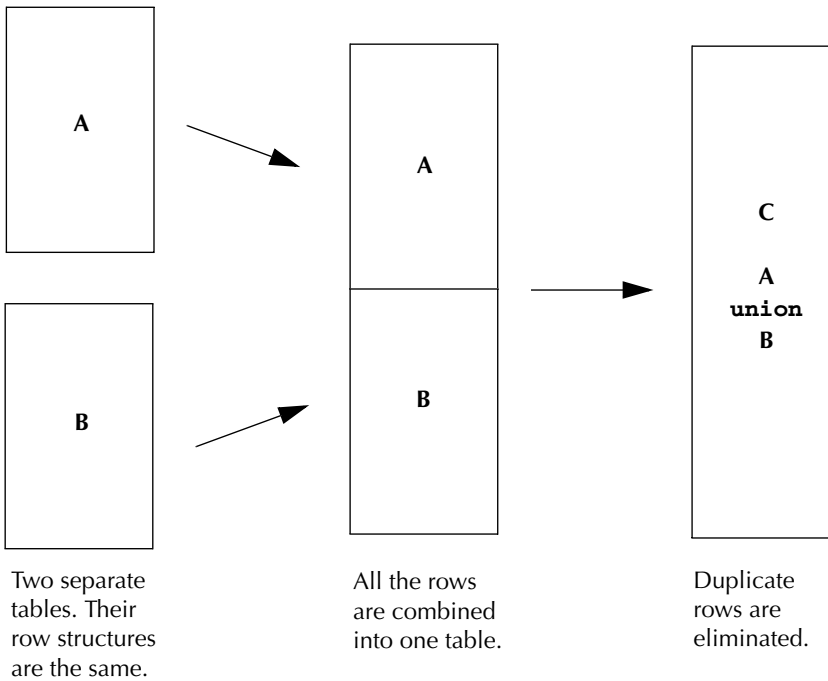 A
B
A
B
C
A
union
B
Two separate
tables. Their
row structures
are the same.
All the rows
are combined
into one table.
Duplicate
rows are
eliminated.